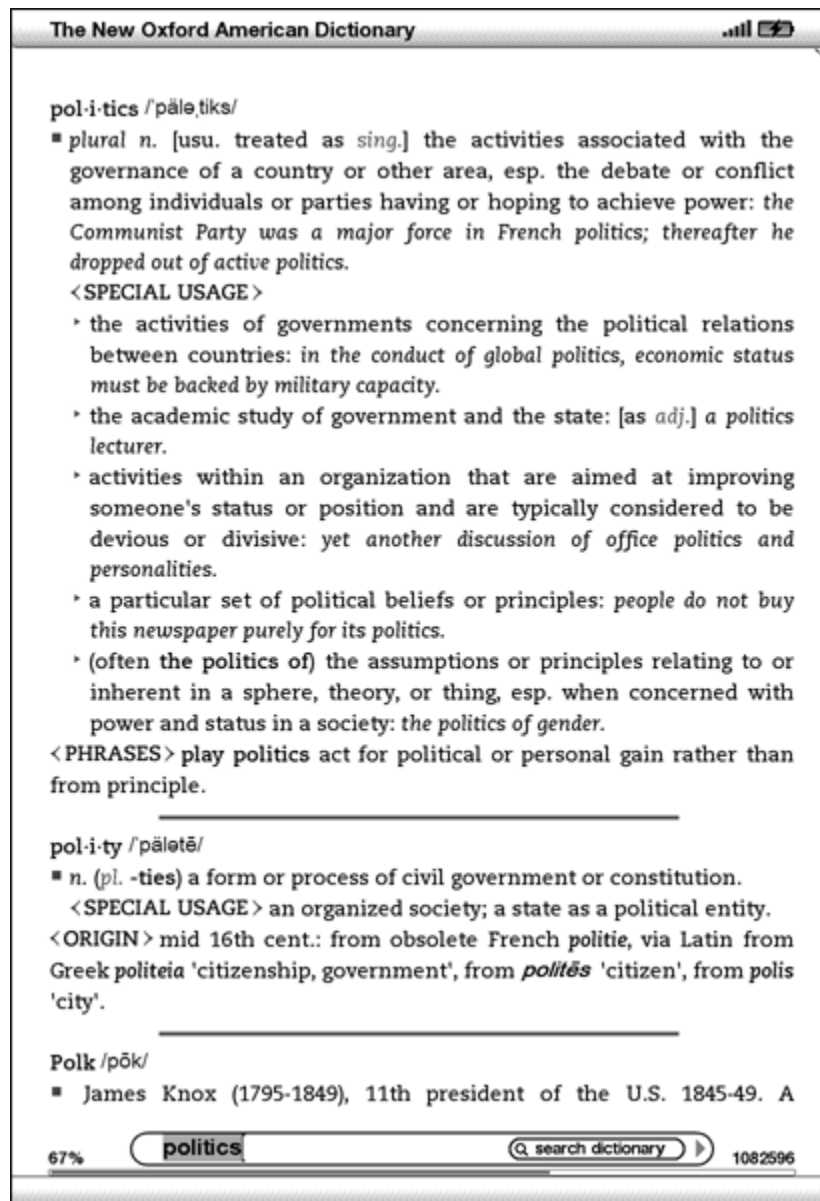 The New Oxford American Dictionary
pol·i·tics /ˈpäləˌtiks/
▪ plural n. [usu. treated as sing.] the activities associated with the
governance of a country or other area, esp. the debate or conflict
among individuals or parties having or hoping to achieve power: the
Communist Party was a major force in French politics; thereafter he
dropped out of active politics.
<SPECIAL USAGE>
‣ the activities of governments concerning the political relations
between countries: in the conduct of global politics, economic status
must be backed by military capacity.
‣ the academic study of government and the state: [as adj.] a politics
lecturer.
‣ activities within an organization that are aimed at improving
someone's status or position and are typically considered to be
devious or divisive: yet another discussion of office politics and
personalities.
‣ a particular set of political beliefs or principles: people do not buy
this newspaper purely for its politics.
‣ (often the politics of) the assumptions or principles relating to or
inherent in a sphere, theory, or thing, esp. when concerned with
power and status in a society: the politics of gender.
<PHRASES> play politics act for political or personal gain rather than
from principle.
pol·i·ty /ˈpälətē/
▪ n. (pl. -ties) a form or process of civil government or constitution.
<SPECIAL USAGE> an organized society; a state as a political entity.
<ORIGIN> mid 16th cent.: from obsolete French politie, via Latin from
Greek politeia 'citizenship, government', from politēs 'citizen', from polis
'city'.
Polk /pōk/
▪ James Knox (1795-1849), 11th president of the U.S. 1845-49. A
67% politics search dictionary 1082596